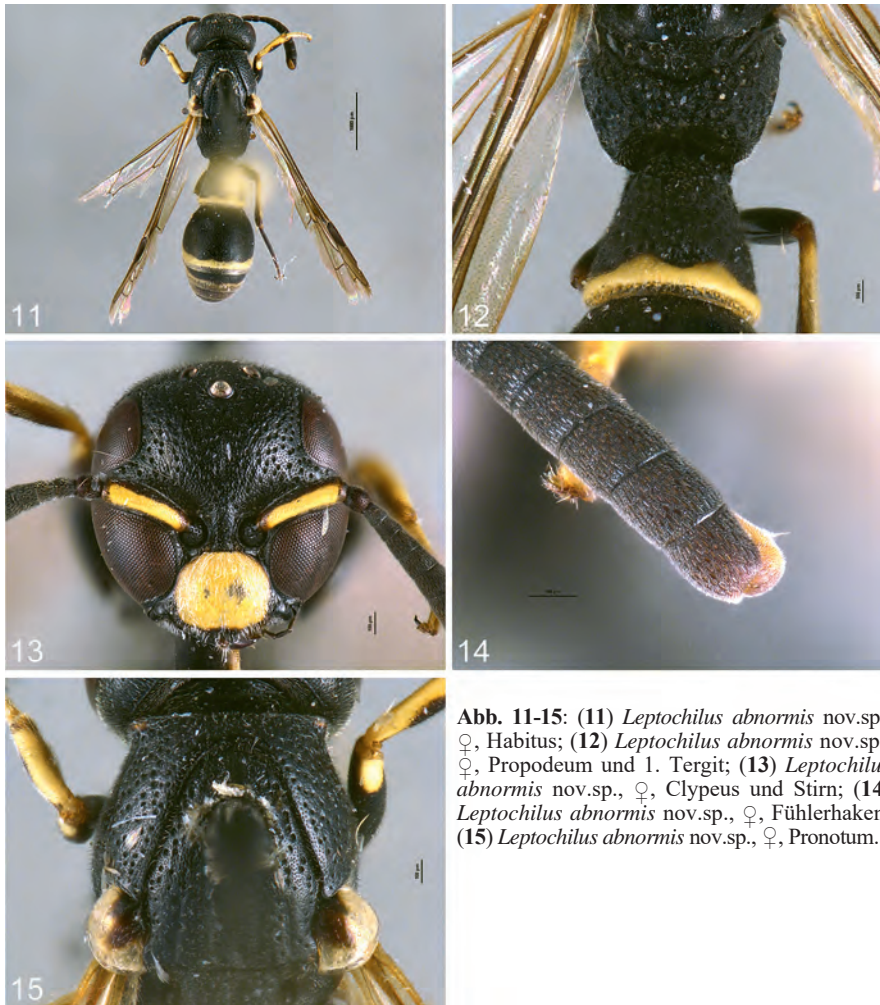 11
12
13
14
15
Abb. 11-15: (11) Leptochilus abnormis nov.sp
♀, Habitus; (12) Leptochilus abnormis nov.sp
♀, Propodeum und 1. Tergit; (13) Leptochilu
abnormis nov.sp., ♀, Clypeus und Stirn; (14
Leptochilus abnormis nov.sp., ♀, Fühlerhaken
(15) Leptochilus abnormis nov.sp., ♀, Pronotum.